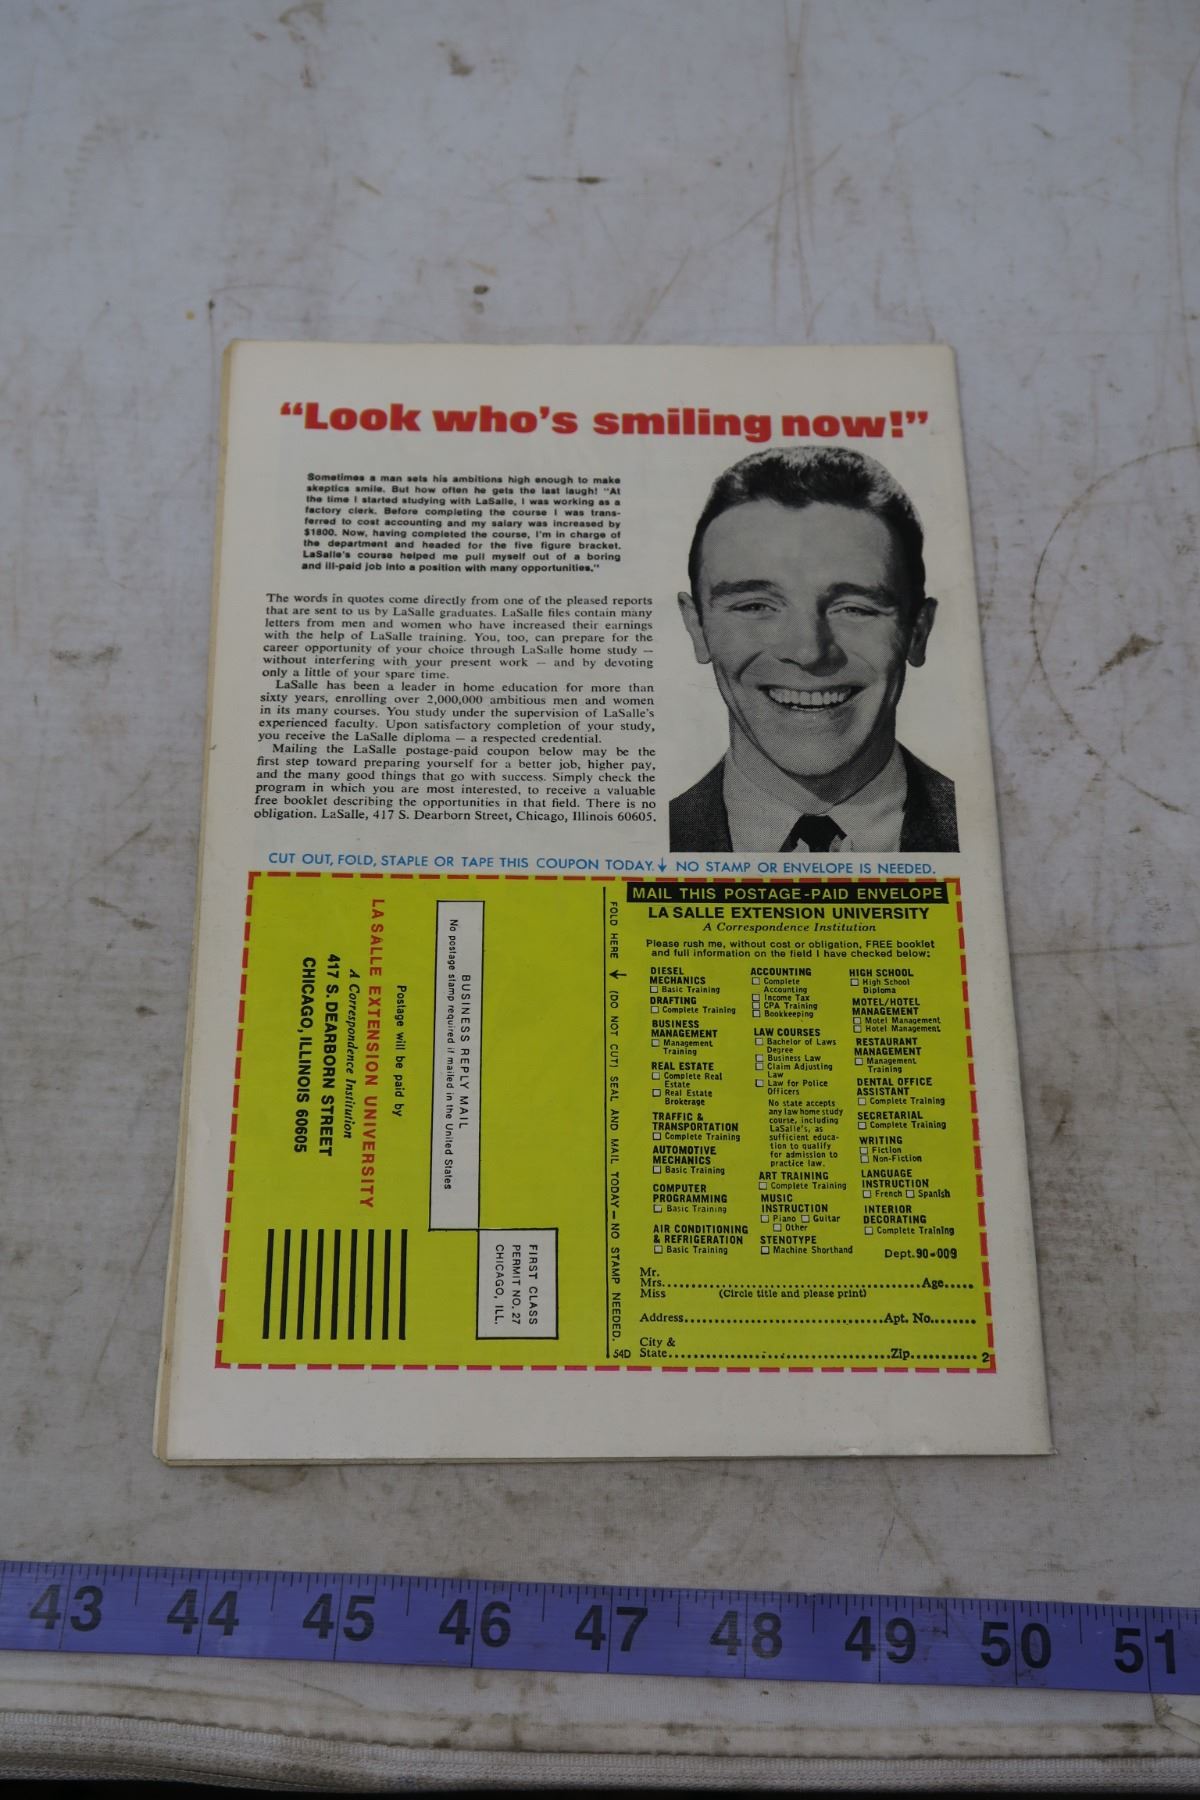 “Look who’s smiling now!”
Sometimes a man sets his ambitions high enough to make
skeptics smile. But how often he gets the last laugh! "At
the time I started studying with LaSalle, I was working as a
factory clerk. Before completing the course I was trans-
ferred to cost accounting and my salary was increased by
$1800. Now, having completed the course, I'm in charge of
the department and headed for the five figure bracket.
LaSalle's course helped me pull myself out of a boring
and ill-paid job into a position with many opportunities."
The words in quotes come directly from one of the pleased reports
that are sent to us by LaSalle graduates. LaSalle files contain many
letters from men and women who have increased their earnings
with the help of LaSalle training. You, too, can prepare for the
career opportunity of your choice through LaSalle home study —
without interfering with your present work — and by devoting
only a little of your spare time.
LaSalle has been a leader in home education for more than
sixty years, enrolling over 2,000,000 ambitious men and women
in its many courses. You study under the supervision of LaSalle's
experienced faculty. Upon satisfactory completion of your study,
you receive the LaSalle diploma — a respected credential.
Mailing the LaSalle postage-paid coupon below may be the
first step toward preparing yourself for a better job, higher pay,
and the many good things that go with success. Simply check the
program in which you are most interested, to receive a valuable
free booklet describing the opportunities in that field. There is no
obligation. LaSalle, 417 S. Dearborn Street, Chicago, Illinois 60605.
CUT OUT, FOLD, STAPLE OR TAPE THIS COUPON TODAY. ↓ NO STAMP OR ENVELOPE IS NEEDED.
FIRST CLASS
PERMIT NO. 27
CHICAGO, ILL.
BUSINESS REPLY MAIL
No postage stamp required if mailed in the United States
Postage will be paid by
LA SALLE EXTENSION UNIVERSITY
A Correspondence Institution
417 S. DEARBORN STREET
CHICAGO, ILLINOIS 60605
FOLD HERE → (DO NOT CUT) SEAL AND MAIL TODAY — NO STAMP NEEDED.
54D
MAIL THIS POSTAGE-PAID ENVELOPE
LA SALLE EXTENSION UNIVERSITY
A Correspondence Institution
Please rush me, without cost or obligation, FREE booklet
and full information on the field I have checked below:
DIESEL
MECHANICS
☐ Basic Training
DRAFTING
☐ Complete Training
BUSINESS
MANAGEMENT
☐ Management
Training
REAL ESTATE
☐ Complete Real
Estate
☐ Real Estate
Brokerage
TRAFFIC &
TRANSPORTATION
☐ Complete Training
AUTOMOTIVE
MECHANICS
☐ Basic Training
COMPUTER
PROGRAMMING
☐ Basic Training
AIR CONDITIONING
& REFRIGERATION
☐ Basic Training
ACCOUNTING
☐ Complete
Accounting
☐ Income Tax
☐ CPA Training
☐ Bookkeeping
LAW COURSES
☐ Bachelor of Laws
Degree
☐ Business Law
☐ Claim Adjusting
Law
☐ Law for Police
Officers
No state accepts
any law home study
course, including
LaSalle's, as
sufficient educa-
tion to qualify
for admission to
practice law.
ART TRAINING
☐ Complete Training
MUSIC
INSTRUCTION
☐ Piano ☐ Guitar
☐ Other
STENOTYPE
☐ Machine Shorthand
HIGH SCHOOL
☐ High School
Diploma
MOTEL/HOTEL
MANAGEMENT
☐ Motel Management
☐ Hotel Management
RESTAURANT
MANAGEMENT
☐ Management
Training
DENTAL OFFICE
ASSISTANT
☐ Complete Training
SECRETARIAL
☐ Complete Training
WRITING
☐ Fiction
☐ Non-Fiction
LANGUAGE
INSTRUCTION
☐ French ☐ Spanish
INTERIOR
DECORATING
☐ Complete Training
Dept. 90-009
Mr.
Mrs. Age
Miss (Circle title and please print)
Address Apt. No.
City &
State Zip
2
43 44 45 46 47 48 49 50 51